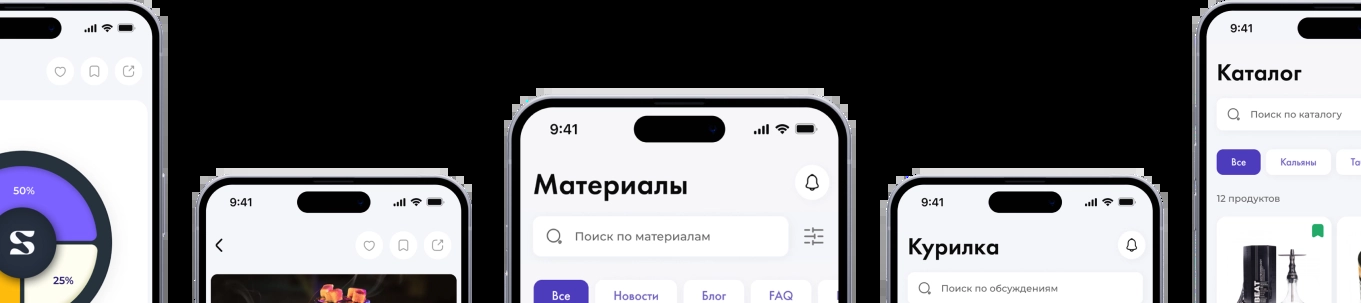 50%
S
25%
9:41
9:41
Материалы
Поиск по материалам
Все
Новости
Блог
FAQ
9:41
Курилка
Поиск по обсуждениям
9:41
Каталог
Поиск по каталогу
Все
Кальяны
Та
12 продуктов
BEAT